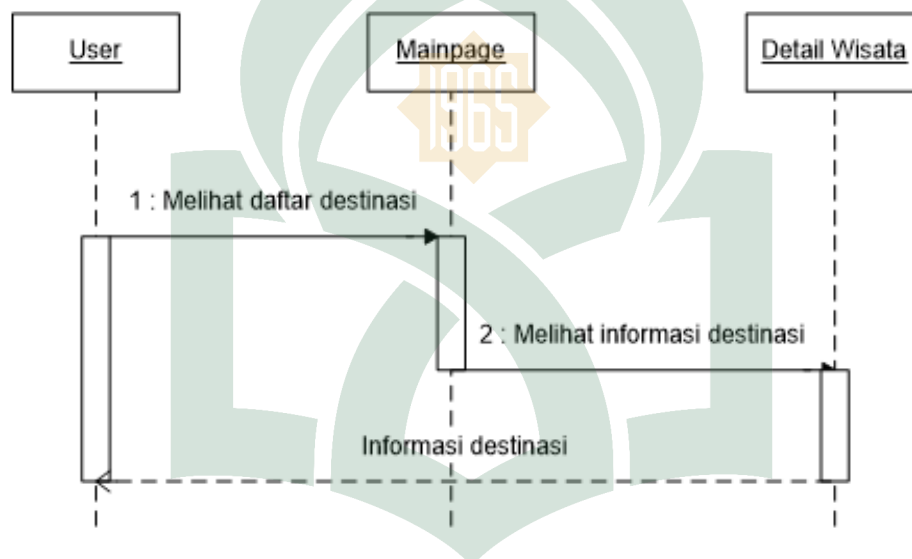 User
Mainpage
Detail Wisata
1965
1 : Melihat daftar destinasi
2 : Melihat informasi destinasi
Informasi destinasi